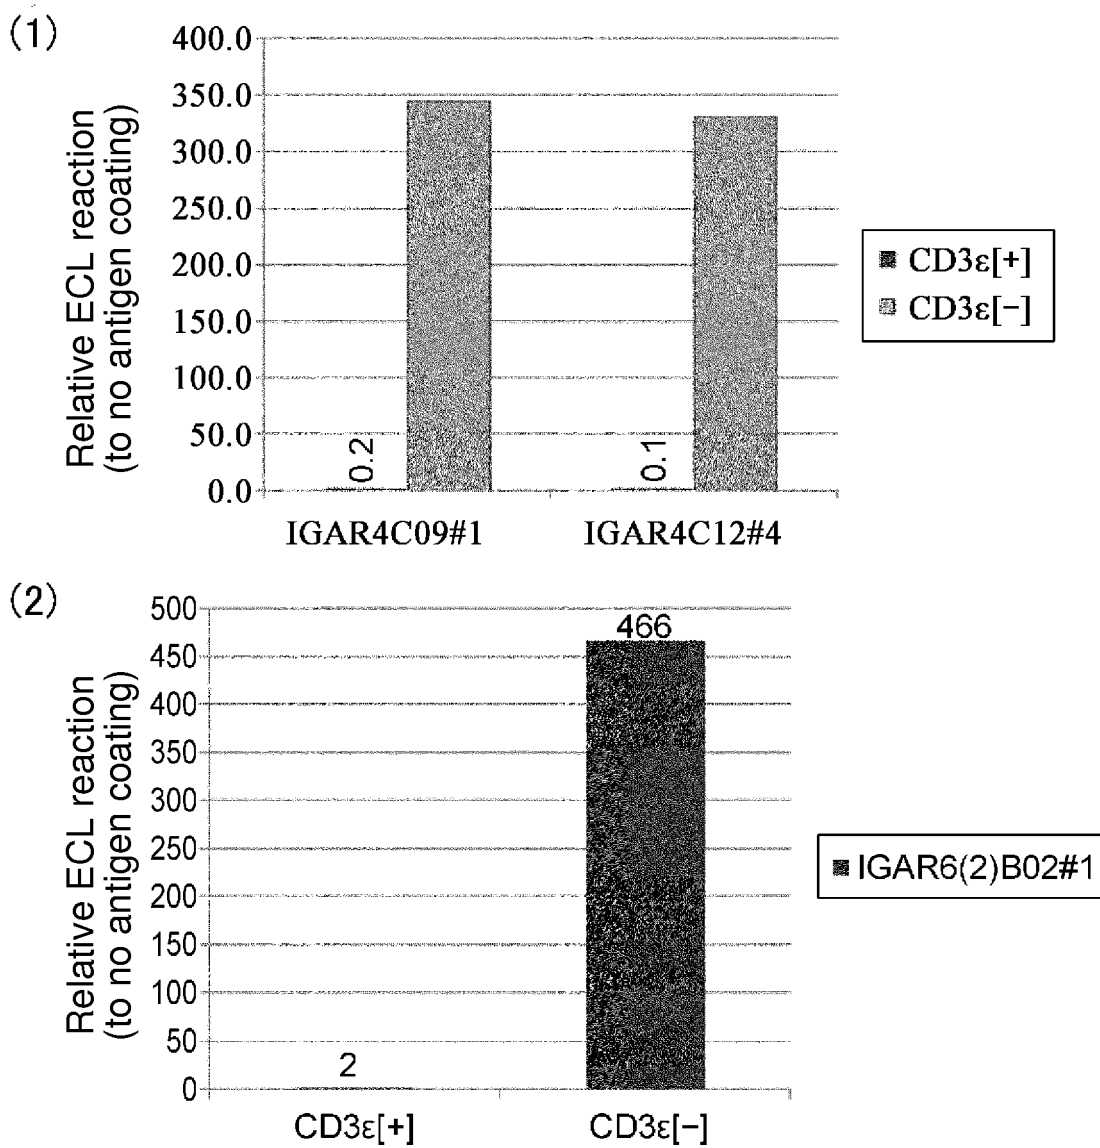 (1)
Relative ECL reaction
(to no antigen coating)
400.0
350.0
300.0
250.0
200.0
150.0
100.0
50.0
0.0
0.2
0.1
IGAR4C09#1
IGAR4C12#4
CD3ε[+]
CD3ε[−]
(2)
Relative ECL reaction
(to no antigen coating)
500
450
400
350
300
250
200
150
100
50
0
2
466
CD3ε[+]
CD3ε[−]
IGAR6(2)B02#1